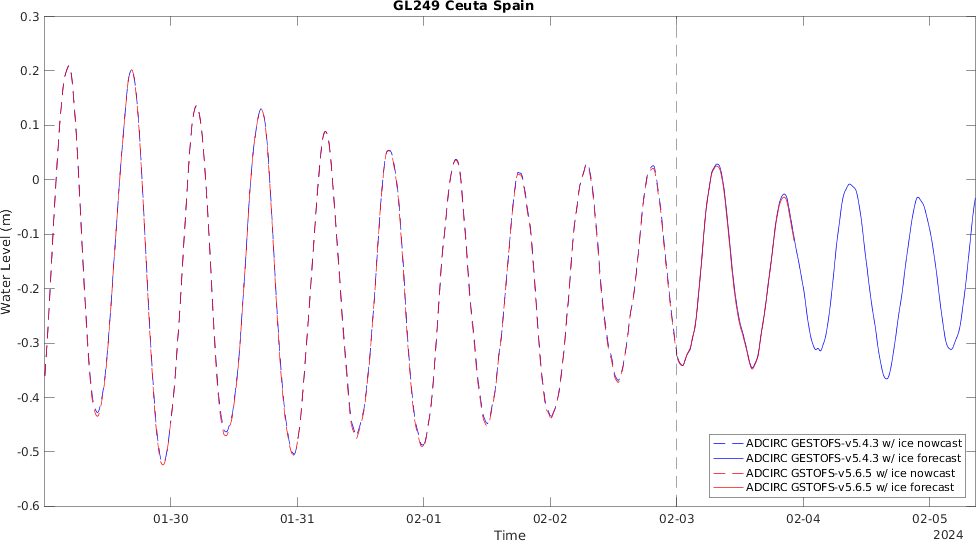 GL249 Ceuta Spain
0.3
0.2
0.1
0
-0.1
-0.2
-0.3
-0.4
-0.5
-0.6
Water Level (m)
01-30
01-31
02-01
02-02
02-03
02-04
02-05
Time
2024
ADCIRC GESTOFS-v5.4.3 w/ ice nowcast
ADCIRC GESTOFS-v5.4.3 w/ ice forecast
ADCIRC GSTOFS-v5.6.5 w/ ice nowcast
ADCIRC GSTOFS-v5.6.5 w/ ice forecast